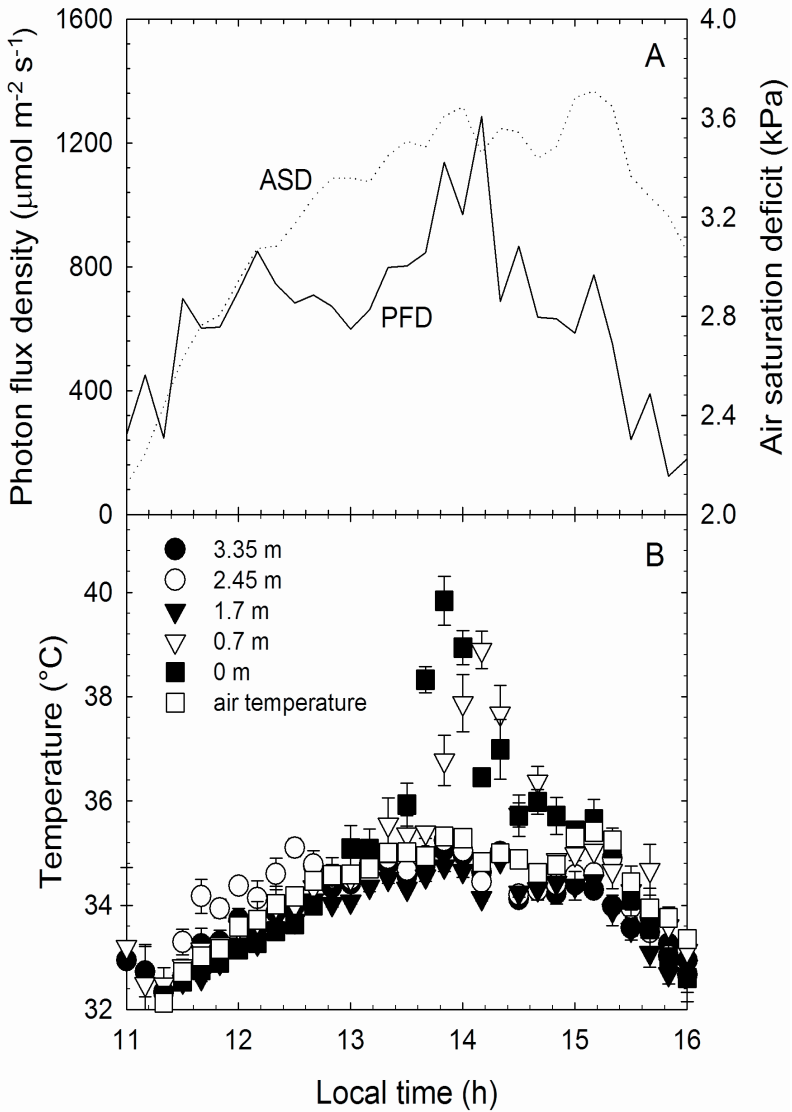 1600
1200
800
400
0
Photon flux density (μmol m-2 s-1)
4.0
3.6
3.2
2.8
2.4
2.0
Air saturation deficit (kPa)
A
ASD
PFD
B
3.35 m
2.45 m
1.7 m
0.7 m
0 m
air temperature
40
38
36
34
32
Temperature (°C)
11 12 13 14 15 16
Local time (h)